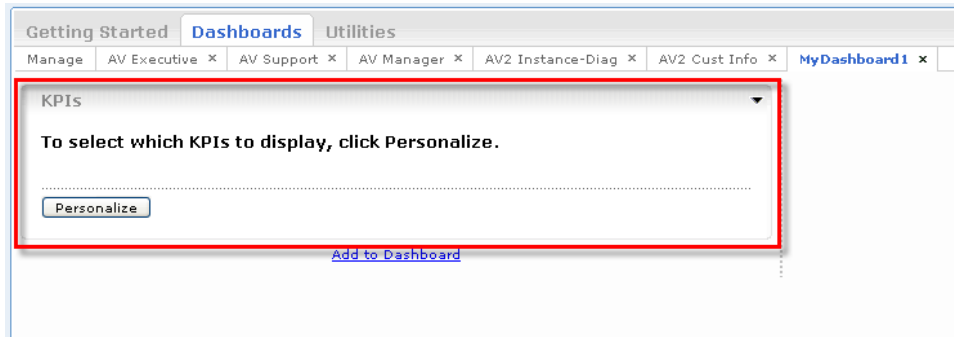 Getting Started Dashboards Utilities
Manage AV Executive × AV Support × AV Manager × AV2 Instance-Diag × AV2 Cust Info × MyDashboard1 ×
KPIs
To select which KPIs to display, click Personalize.
Personalize
Add to Dashboard